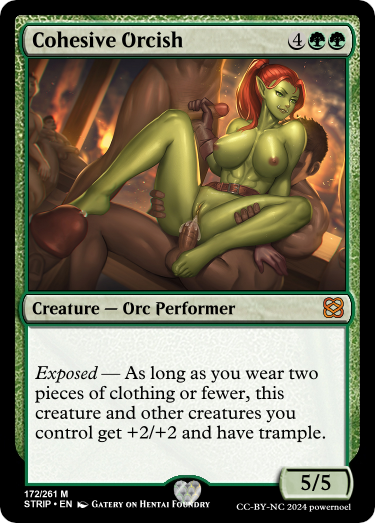 Cohesive Orcish 4
Creature — Orc Performer
Exposed — As long as you wear two
pieces of clothing or fewer, this
creature and other creatures you
control get +2/+2 and have trample.
5/5
172/261 M
STRIP • EN Gatery on Hentai Foundry
CC-BY-NC 2024 powernoel